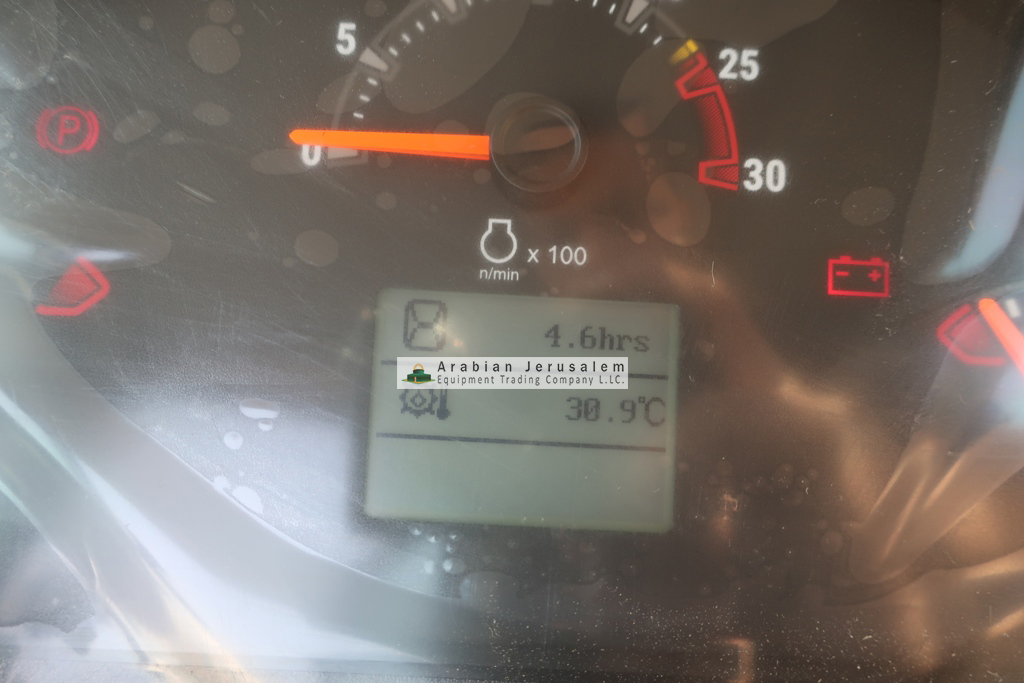 5
25
P
0
30
x 100
n/min
4.6hrs
Arabian Jerusalem
Equipment Trading Company L.L.C.
30.9°C